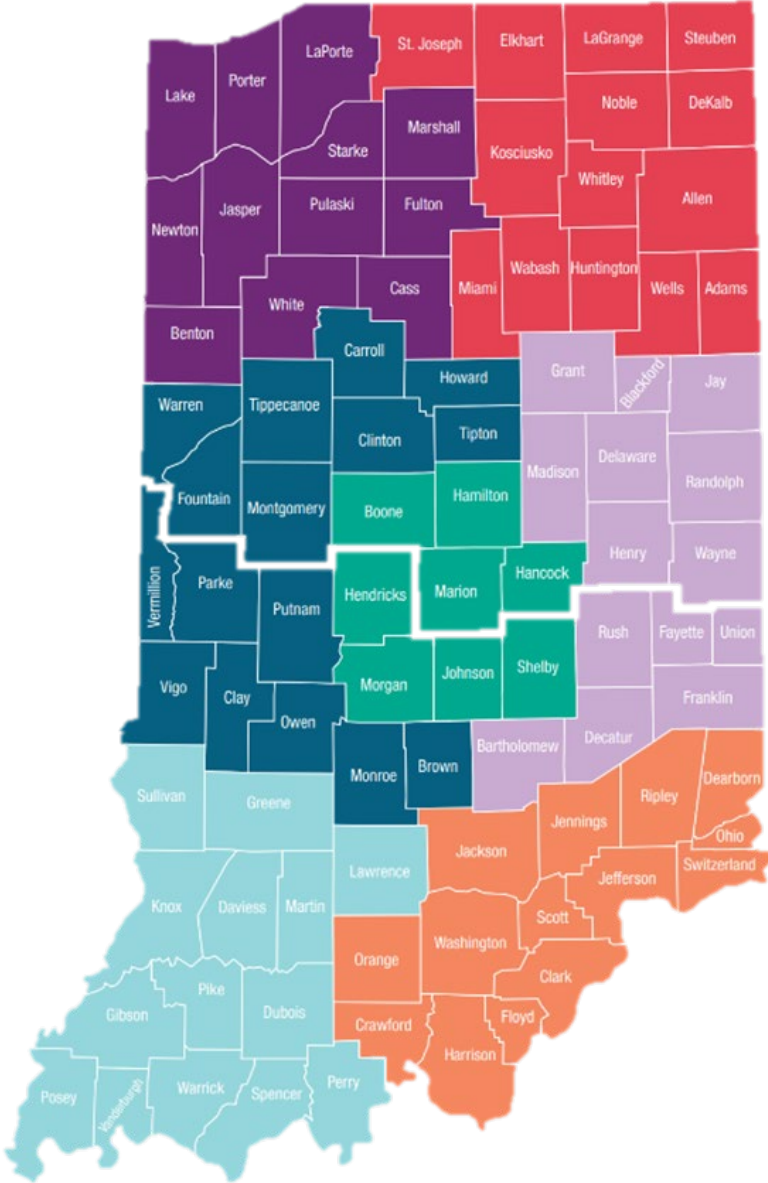 LaPorte
St. Joseph
Elkhart
LaGrange
Steuben
Lake
Porter
Noble
DeKalb
Marshall
Starke
Kosciusko
Whitley
Allen
Newton
Jasper
Pulaski
Fulton
White
Cass
Miami
Wabash
Huntington
Wells
Adams
Benton
Carroll
Howard
Grant
Blackford
Jay
Warren
Tippecanoe
Clinton
Tipton
Madison
Delaware
Randolph
Fountain
Montgomery
Boone
Hamilton
Henry
Wayne
Vermillion
Parke
Putnam
Hendricks
Marion
Hancock
Rush
Fayette
Union
Vigo
Clay
Owen
Morgan
Johnson
Shelby
Franklin
Monroe
Brown
Bartholomew
Decatur
Sullivan
Greene
Jennings
Ripley
Dearborn
Ohio
Lawrence
Jackson
Jefferson
Switzerland
Knox
Daviess
Martin
Orange
Washington
Scott
Clark
Gibson
Pike
Dubois
Crawford
Floyd
Harrison
Posey
Vanderburgh
Warrick
Spencer
Perry